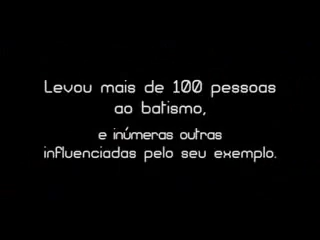 Levou mais de 100 pessoas
ao batismo,
e inúmeras outras
influenciadas pelo seu exemplo.